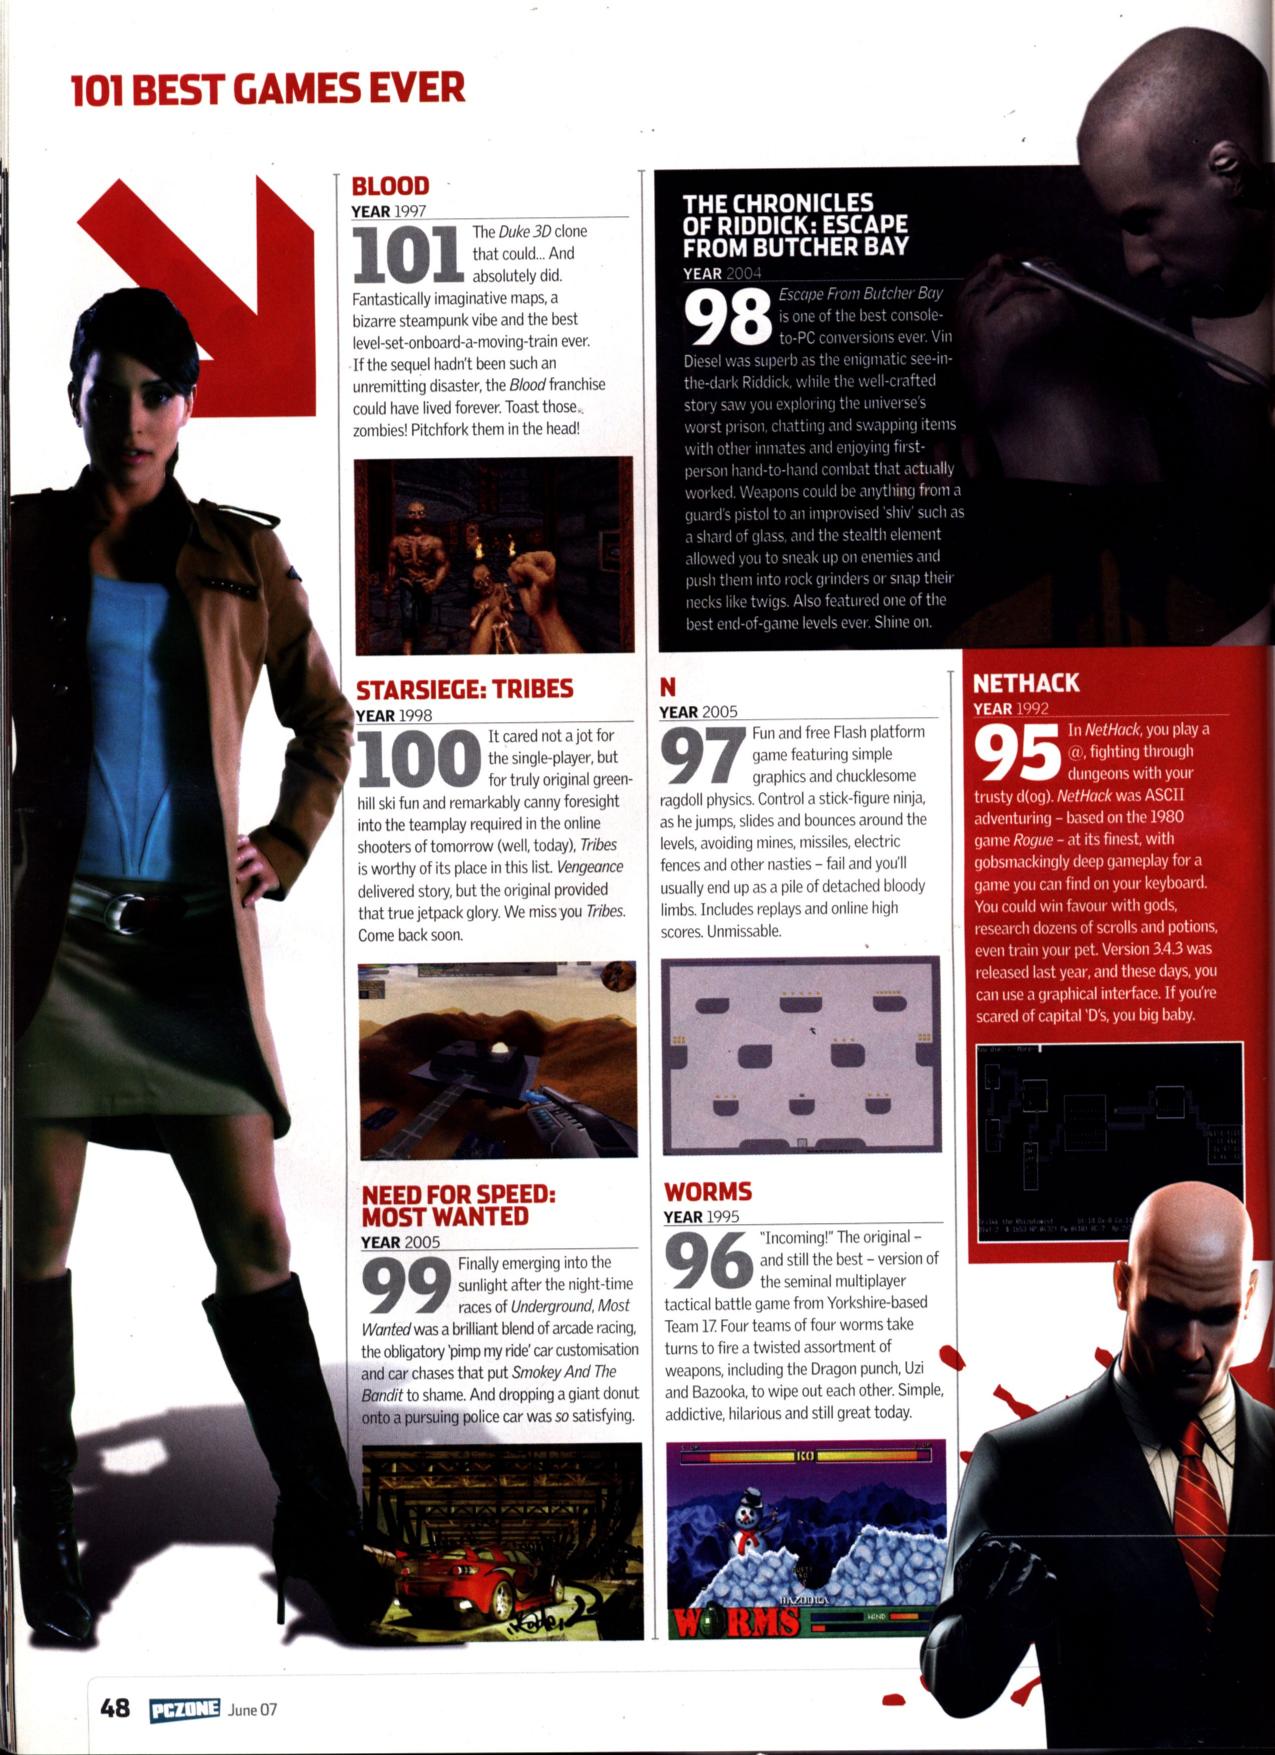 101 BEST GAMES EVER
BLOOD
YEAR 1997
101
The Duke 3D clone
that could... And
absolutely did.
Fantastically imaginative maps, a
bizarre steampunk vibe and the best
level-set-onboard-a-moving-train ever.
If the sequel hadn't been such an
unremitting disaster, the Blood franchise
could have lived forever. Toast those
zombies! Pitchfork them in the head!
STARSIEGE: TRIBES
YEAR 1998
100
It cared not a jot for
the single-player, but
for truly original green-
hill ski fun and remarkably canny foresight
into the teamplay required in the online
shooters of tomorrow (well, today), Tribes
is worthy of its place in this list. Vengeance
delivered story, but the original provided
that true jetpack glory. We miss you Tribes.
Come back soon.
NEED FOR SPEED:
MOST WANTED
YEAR 2005
99
Finally emerging into the
sunlight after the night-time
races of Underground, Most
Wanted was a brilliant blend of arcade racing,
the obligatory 'pimp my ride' car customisation
and car chases that put Smokey And The
Bandit to shame. And dropping a giant donut
onto a pursuing police car was so satisfying.
THE CHRONICLES
OF RIDDICK: ESCAPE
FROM BUTCHER BAY
YEAR 2004
98
Escape From Butcher Bay
is one of the best console-
to-PC conversions ever. Vin
Diesel was superb as the enigmatic see-in-
the-dark Riddick, while the well-crafted
story saw you exploring the universe's
worst prison, chatting and swapping items
with other inmates and enjoying first-
person hand-to-hand combat that actually
worked. Weapons could be anything from a
guard's pistol to an improvised 'shiv' such as
a shard of glass, and the stealth element
allowed you to sneak up on enemies and
push them into rock grinders or snap their
necks like twigs. Also featured one of the
best end-of-game levels ever. Shine on.
N
YEAR 2005
97
Fun and free Flash platform
game featuring simple
graphics and chucklesome
ragdoll physics. Control a stick-figure ninja,
as he jumps, slides and bounces around the
levels, avoiding mines, missiles, electric
fences and other nasties – fail and you'll
usually end up as a pile of detached bloody
limbs. Includes replays and online high
scores. Unmissable.
WORMS
YEAR 1995
96
"Incoming!" The original –
and still the best – version of
the seminal multiplayer
tactical battle game from Yorkshire-based
Team 17. Four teams of four worms take
turns to fire a twisted assortment of
weapons, including the Dragon punch, Uzi
and Bazooka, to wipe out each other. Simple,
addictive, hilarious and still great today.
KO
BAZOOKA
WORMS
WIND
NETHACK
YEAR 1992
95
In NetHack, you play a
@, fighting through
dungeons with your
trusty d(og). NetHack was ASCII
adventuring – based on the 1980
game Rogue – at its finest, with
gobsmackingly deep gameplay for a
game you can find on your keyboard.
You could win favour with gods,
research dozens of scrolls and potions,
even train your pet. Version 3.4.3 was
released last year, and these days, you
can use a graphical interface. If you're
scared of capital 'D's, you big baby.
48 PCZONE June 07